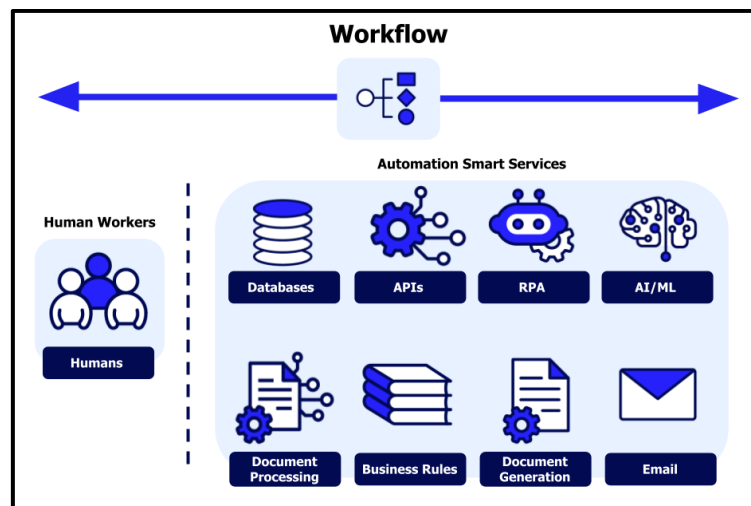 Workflow
Automation Smart Services
Human Workers
Databases
APIs
RPA
AI/ML
Humans
Document
Processing
Business Rules
Document
Generation
Email